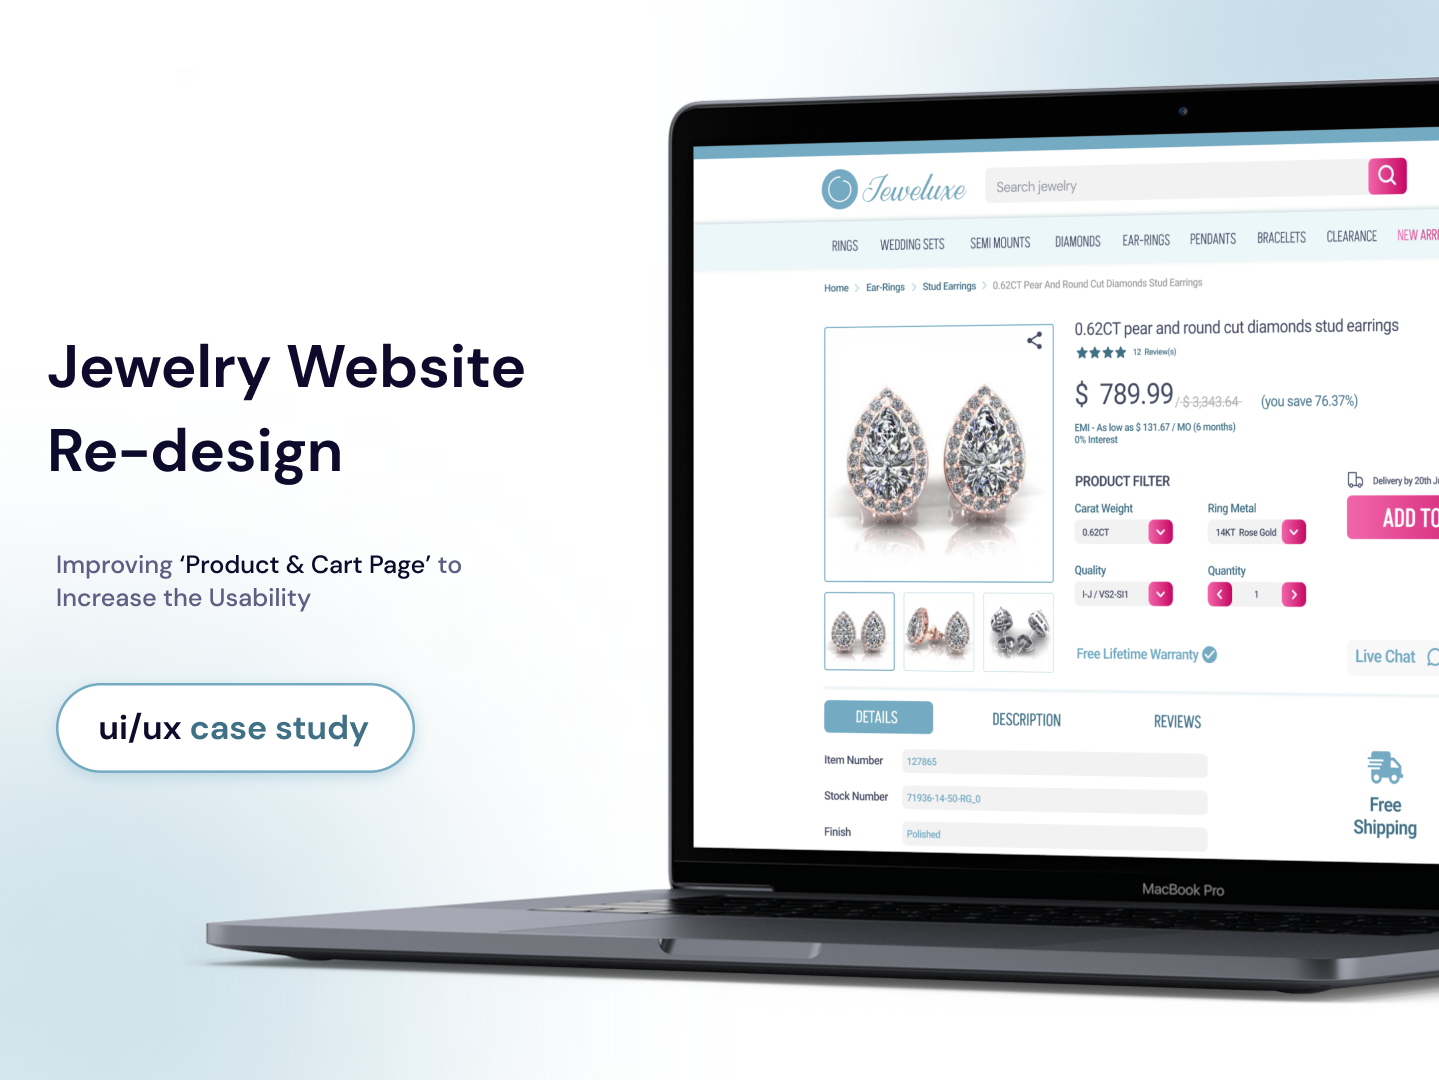 Jewelry Website
Re-design
Improving ‘Product & Cart Page’ to
Increase the Usability
ui/ux case study
Jeweluxe
Search jewelry
RINGS WEDDING SETS SEMI MOUNTS DIAMONDS EAR-RINGS PENDANTS BRACELETS CLEARANCE NEW ARRI
Home > Ear-Rings > Stud Earrings > 0.62CT Pear And Round Cut Diamonds Stud Earrings
0.62CT pear and round cut diamonds stud earrings
12 Review(s)
$ 789.99 / $ 3,343.64 (you save 76.37%)
EMI - As low as $ 131.67 / MO (6 months)
0% Interest
PRODUCT FILTER
Carat Weight Ring Metal
0.62CT 14KT Rose Gold
Quality Quantity
I-J / VS2-SI1 1
Delivery by 20th Ju
ADD TO
Free Lifetime Warranty
Live Chat
DETAILS DESCRIPTION REVIEWS
Item Number 127865
Stock Number 71936-14-50-RG_0
Finish Polished
Free
Shipping
MacBook Pro